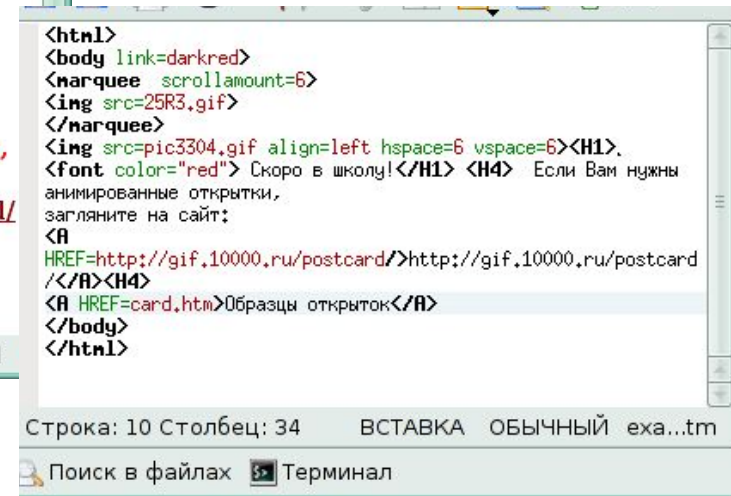 <html>
<body link=darkred>
<marquee  scrollamount=6>
<img src=25R3.gif>
</marquee>
<img src=pic3304.gif align=left hspace=6 vspace=6><H1>,
<font color="red"> Скоро в школу!</H1> <H4>  Если Вам нужны
анимированные открытки,
загляните на сайт:
<A
HREF=http://gif.10000.ru/postcard/>http://gif.10000.ru/postcard
/</A><H4>
<A HREF=card.htm>Образцы открыток</A>
</body>
</html>
Строка: 10 Столбец: 34 ВСТАВКА ОБЫЧНЫЙ exa...tm
Поиск в файлах Терминал